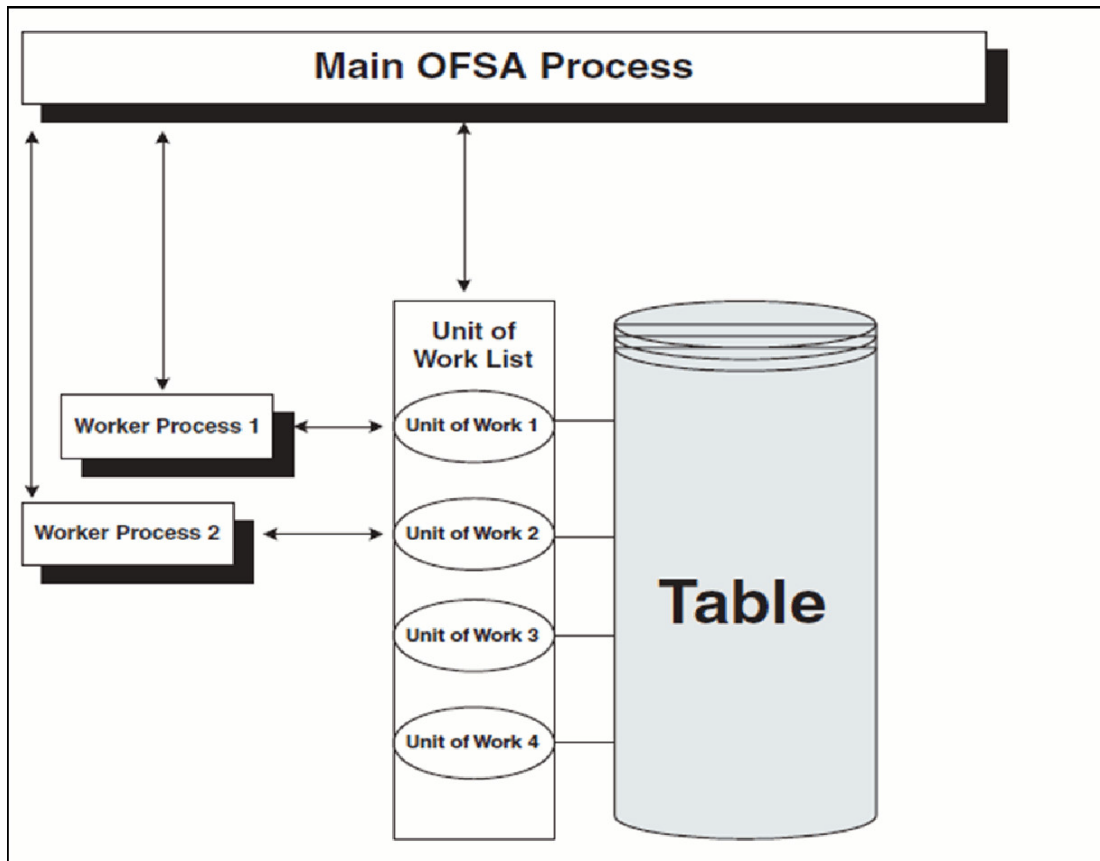 Main OFSA Process
Unit of
Work List
Worker Process 1
Unit of Work 1
Worker Process 2
Unit of Work 2
Unit of Work 3
Unit of Work 4
Table